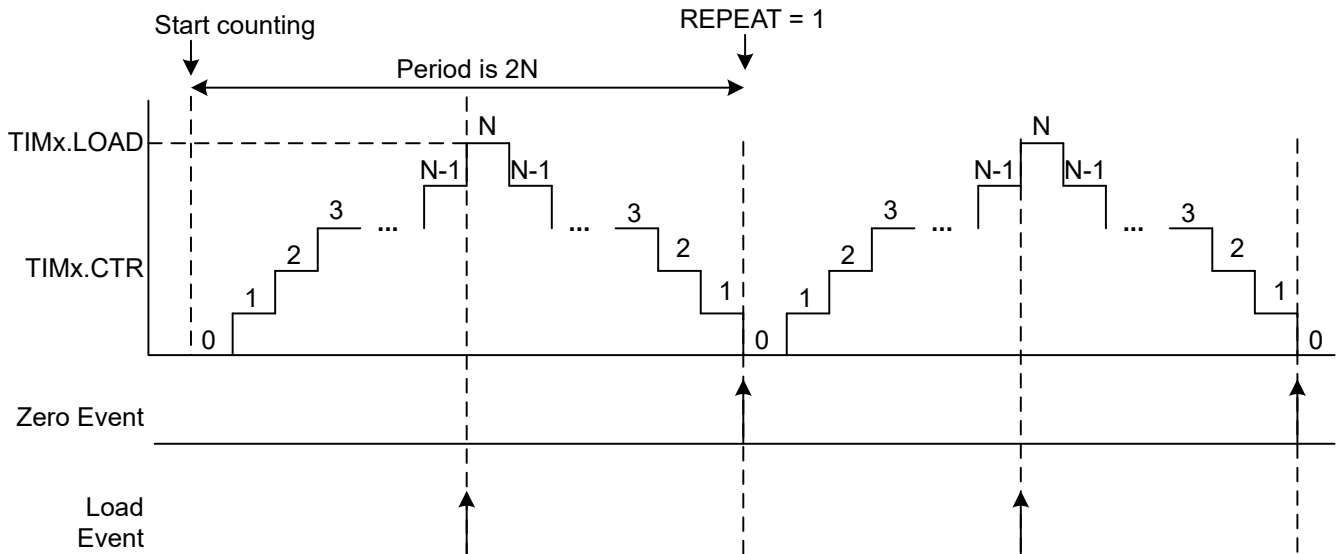 Start counting
REPEAT = 1
Period is 2N
TIMx.LOAD
N
N
N-1
N-1
N-1
N-1
3
...
...
3
3
...
...
3
TIMx.CTR
2
2
2
2
1
1
1
1
0
0
0
Zero Event
Load
Event